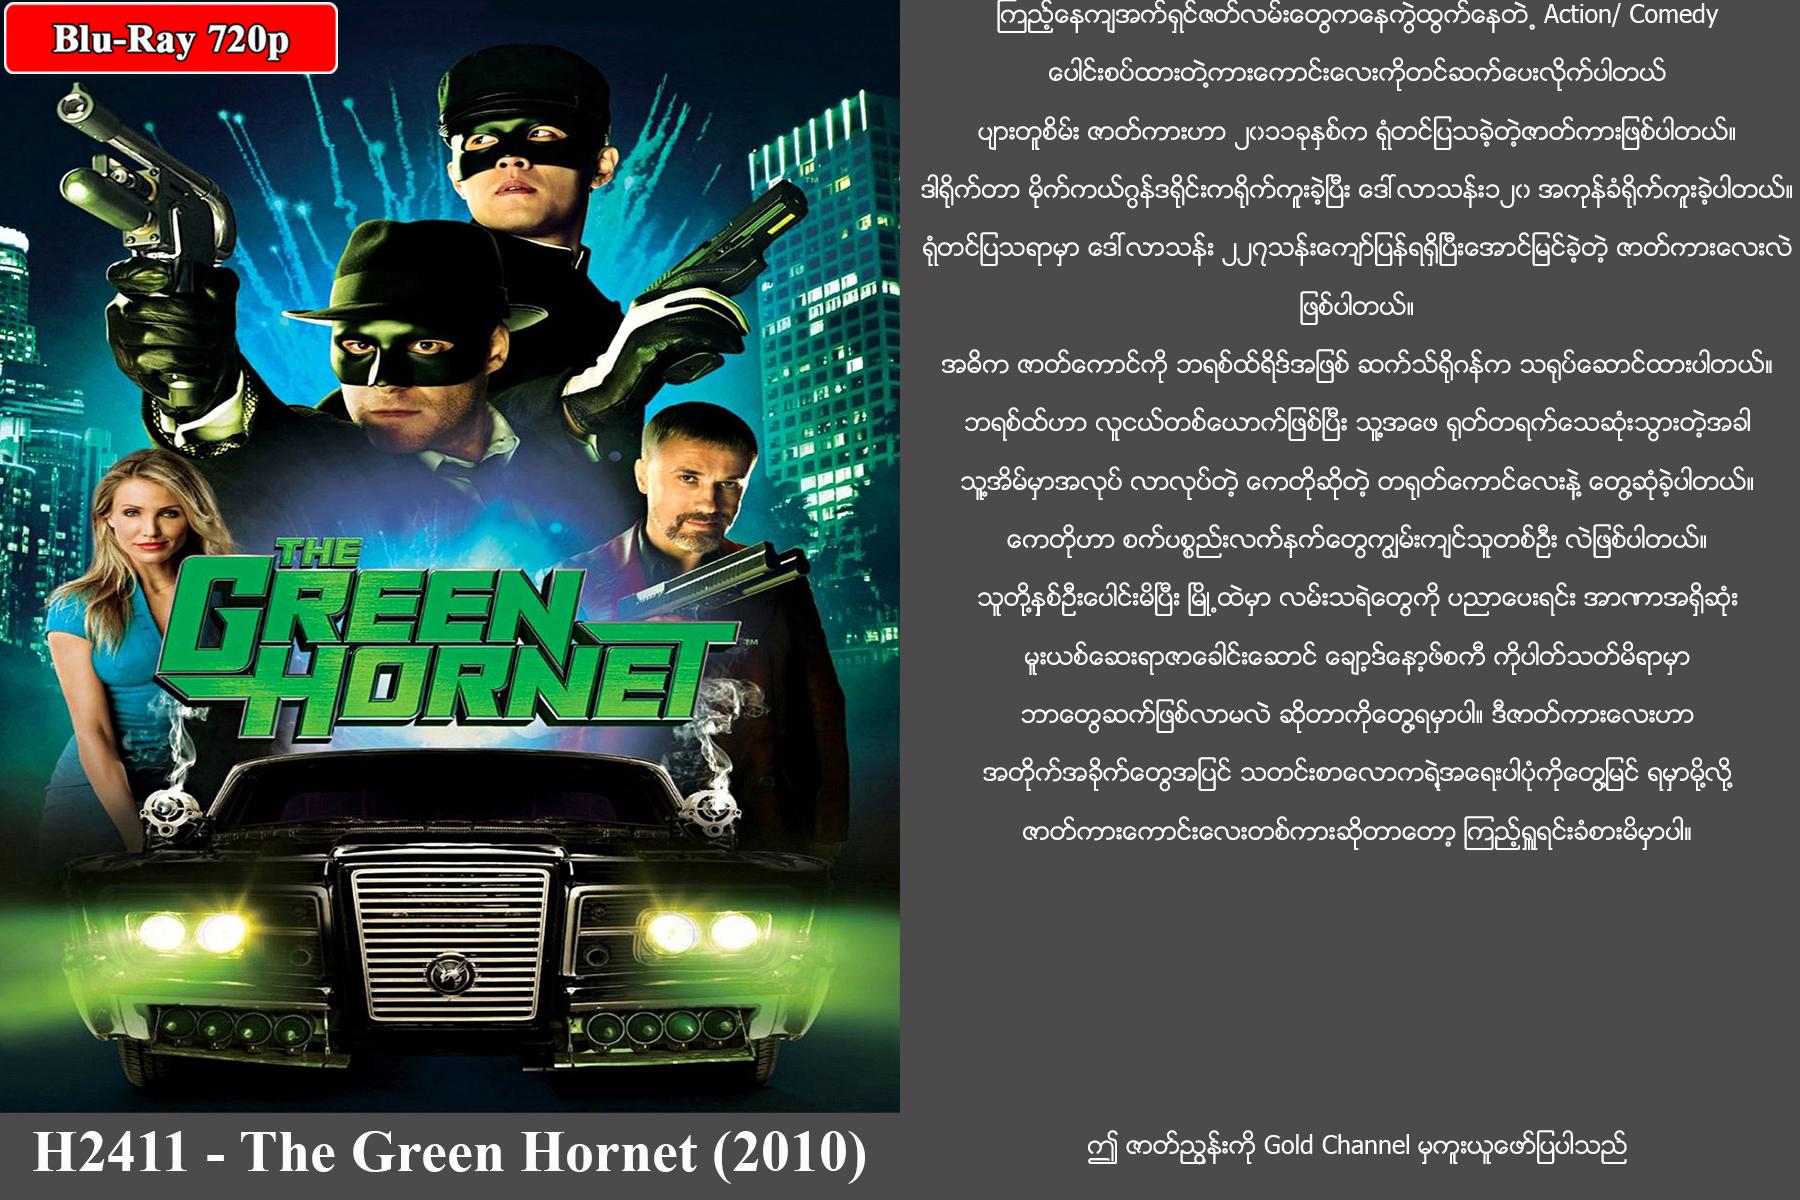 Blu-Ray 720p
THE
GREEN
HORNET
H2411 - The Green Hornet (2010)
ကြည့်နေကျအက်ရှင်ဇတ်လမ်းတွေကနေကွဲထွက်နေတဲ့ Action/ Comedy
ပေါင်းစပ်ထားတဲ့ကားကောင်းလေးကိုတင်ဆက်ပေးလိုက်ပါတယ်
ပျားတူစိမ်း ဇာတ်ကားဟာ ၂၀၁၁ခုနှစ်က ရုံတင်ပြသခဲ့တဲ့ဇာတ်ကားဖြစ်ပါတယ်။
ဒါရိုက်တာ မိုက်ကယ်ဂွန်ဒရိုင်းကရိုက်ကူးခဲ့ပြီး ဒေါ်လာသန်း၁၂၀ အကုန်ခံရိုက်ကူးခဲ့ပါတယ်။
ရုံတင်ပြသရာမှာ ဒေါ်လာသန်း ၂၂၇သန်းကျော်ပြန်ရရှိပြီးအောင်မြင်ခဲ့တဲ့ ဇာတ်ကားလေးလဲ
ဖြစ်ပါတယ်။
အဓိက ဇာတ်ကောင်ကို ဘရစ်ထ်ရိဒ်အဖြစ် ဆက်သ်ရိုဂန်က သရုပ်ဆောင်ထားပါတယ်။
ဘရစ်ထ်ဟာ လူငယ်တစ်ယောက်ဖြစ်ပြီး သူ့အဖေ ရုတ်တရက်သေဆုံးသွားတဲ့အခါ
သူ့အိမ်မှာအလုပ် လာလုပ်တဲ့ ကေတိုဆိုတဲ့ တရုတ်ကောင်လေးနဲ့ တွေ့ဆုံခဲ့ပါတယ်။
ကေတိုဟာ စက်ပစ္စည်းလက်နက်တွေကျွမ်းကျင်သူတစ်ဦး လဲဖြစ်ပါတယ်။
သူတို့နှစ်ဦးပေါင်းမိပြီး မြို့ထဲမှာ လမ်းသရဲတွေကို ပညာပေးရင်း အာဏာအရှိဆုံး
မူးယစ်ဆေးရာဇာခေါင်းဆောင် ချော့ဒ်နော့ဖ်စကီ ကိုပါတ်သတ်မိရာမှာ
ဘာတွေဆက်ဖြစ်လာမလဲ ဆိုတာကိုတွေ့ရမှာပါ။ ဒီဇာတ်ကားလေးဟာ
အတိုက်အခိုက်တွေအပြင် သတင်းစာလောကရဲ့အရေးပါပုံကိုတွေ့မြင် ရမှာမို့လို့
ဇာတ်ကားကောင်းလေးတစ်ကားဆိုတာတော့ ကြည့်ရှူရင်းခံစားမိမှာပါ။
ဤ ဇာတ်ညွှန်းကို Gold Channel မှကူးယူဖော်ပြပါသည်